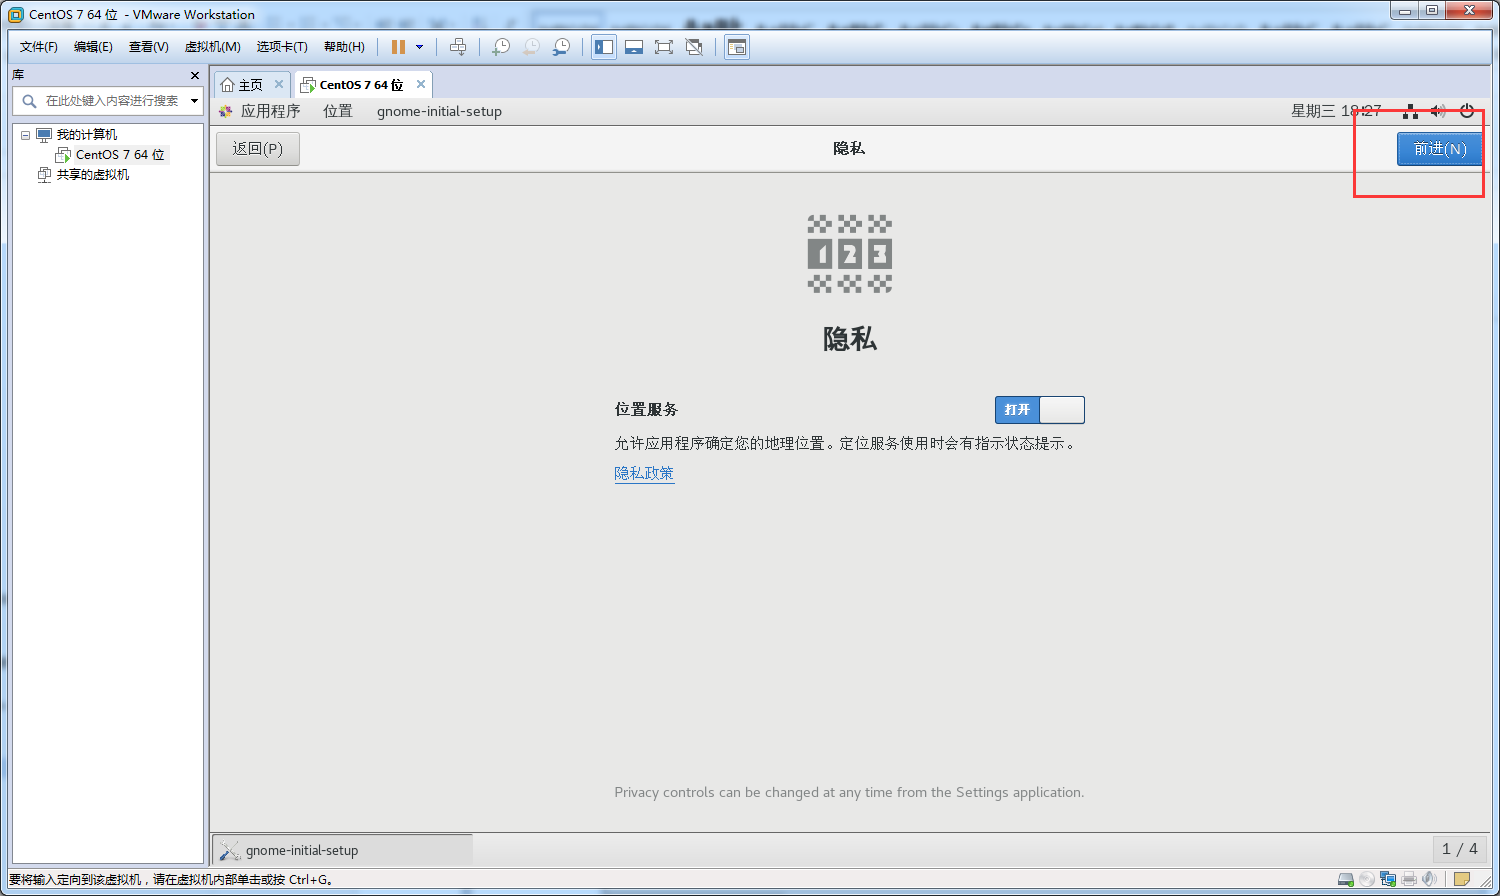 CentOS 7 64 位 - VMware Workstation
文件(F) 编辑(E) 查看(V) 虚拟机(M) 选项卡(T) 帮助(H)
库
在此处键入内容进行搜索
我的计算机
CentOS 7 64 位
共享的虚拟机
主页 CentOS 7 64 位
应用程序 位置 gnome-initial-setup 星期三 18:27
返回(P) 隐私 前进(N)
1 2 3
隐私
位置服务 打开
允许应用程序确定您的地理位置。定位服务使用时会有指示状态提示。
隐私政策
Privacy controls can be changed at any time from the Settings application.
gnome-initial-setup 1 / 4
要将输入定向到该虚拟机，请在虚拟机内部单击或按 Ctrl+G。